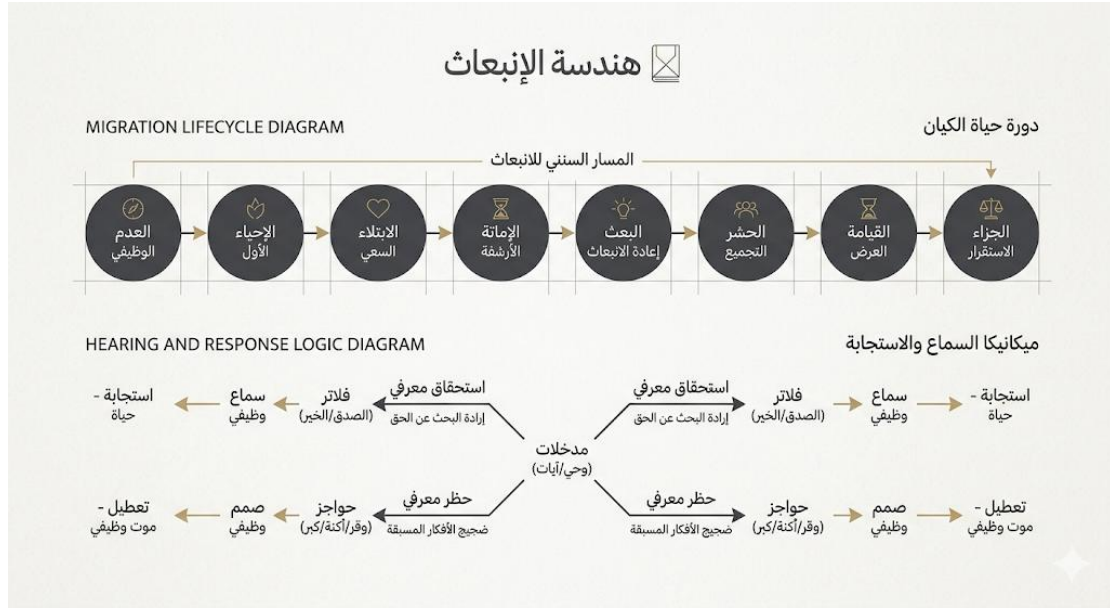 هندسة الإنبعاث
MIGRATION LIFECYCLE DIAGRAM
دورة حياة الكيان
المسار السنني للانبعاث
العدم
الوظيفي
الإحياء
الأول
الابتلاء
السعي
الإماتة
الأرشفة
البعث
إعادة الانبعاث
الحشر
التجميع
القيامة
العرض
الجزاء
الاستقرار
HEARING AND RESPONSE LOGIC DIAGRAM
ميكانيكا السماع والاستجابة
مدخلات
(وحي/آيات)
استحقاق معرفي
إرادة البحث عن الحق
فلاتر
(الصدق/الخير)
سماع
وظيفي
استجابة -
حياة
حظر معرفي
ضجيج الأفكار المسبقة
حواجز
(وقر/أكنة/كبر)
صمم
وظيفي
تعطيل -
موت وظيفي
استحقاق معرفي
إرادة البحث عن الحق
فلاتر
(الصدق/الخير)
سماع
وظيفي
استجابة -
حياة
حظر معرفي
ضجيج الأفكار المسبقة
حواجز
(وقر/أكنة/كبر)
صمم
وظيفي
تعطيل -
موت وظيفي